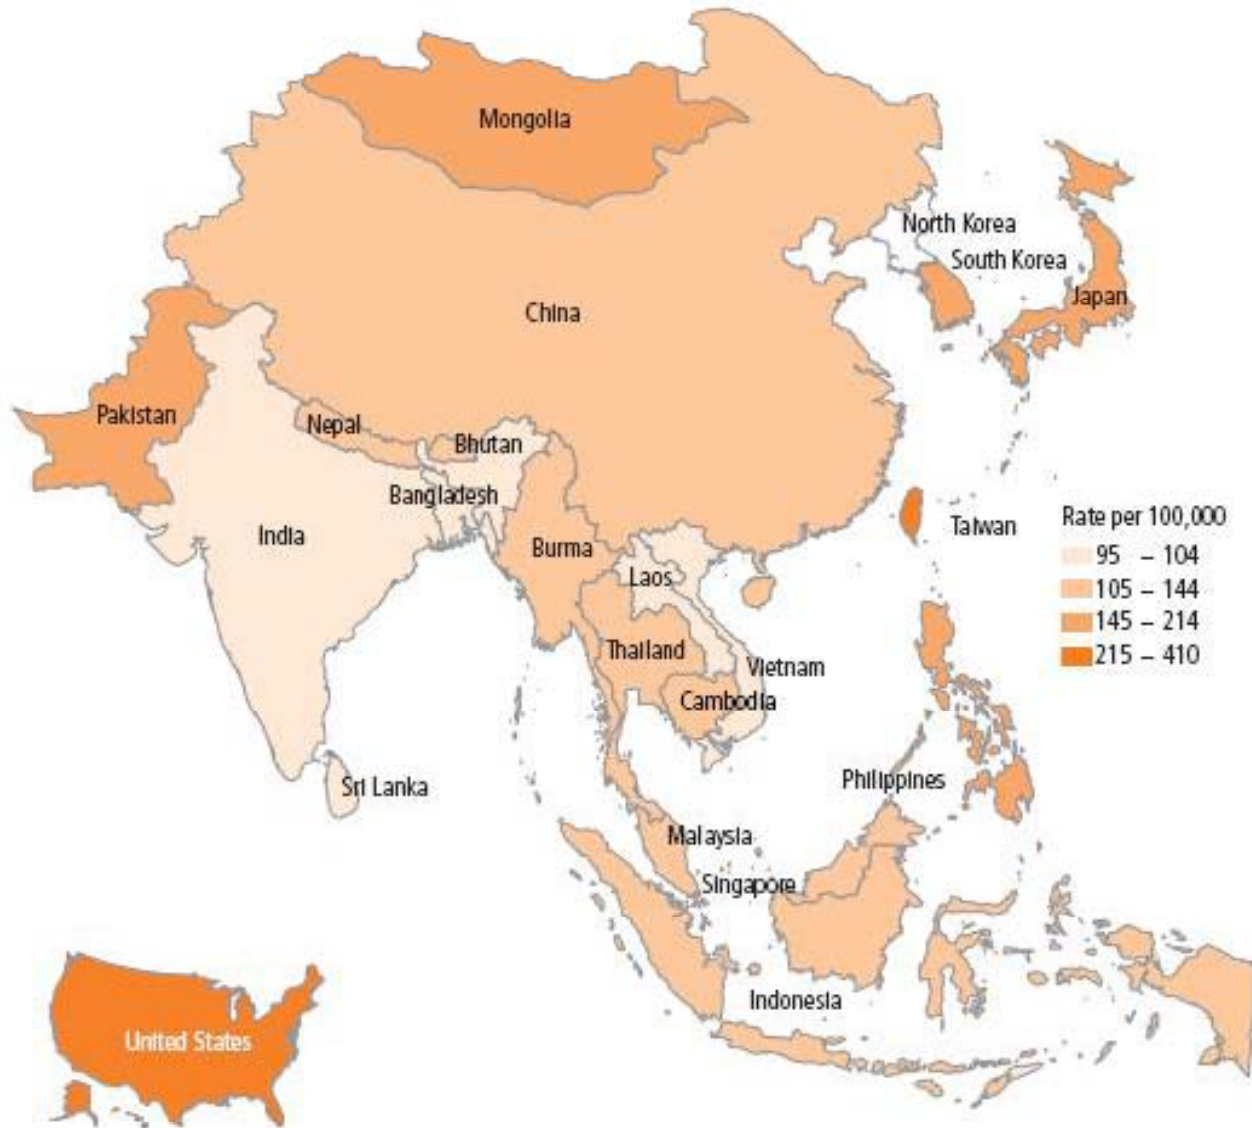 Mongolia
North Korea
South Korea
Japan
China
Pakistan
Nepal
Bhutan
Bangladesh
India
Burma
Taiwan
Laos
Thailand
Vietnam
Cambodia
Sri Lanka
Philippines
Malaysia
Singapore
Indonesia
United States
Rate per 100,000
95 – 104
105 – 144
145 – 214
215 – 410